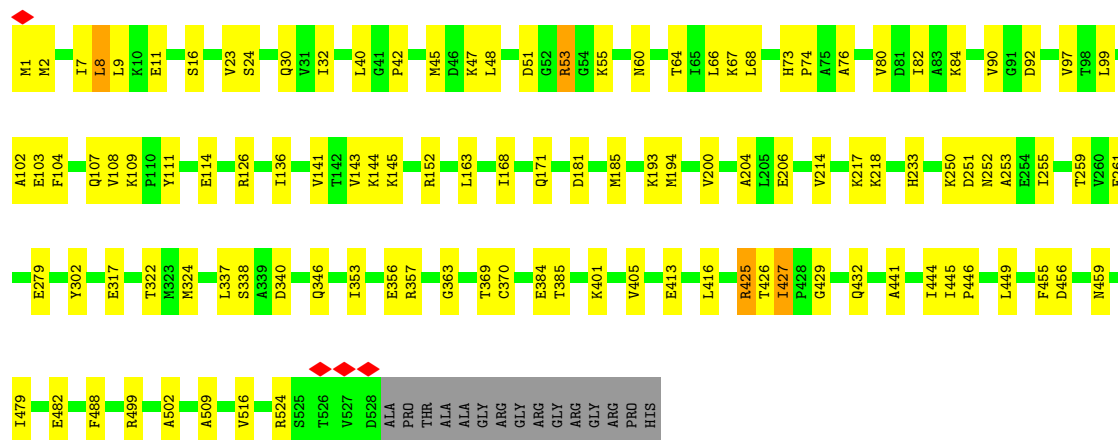 M1 M2 I7 L8 L9 K10 E11 S16 V23 S24 Q30 V31 I32 L40 G41 P42 M45 D46 K47 L48 D51 G52 R53 G54 K55 N60 T64 I65 L66 K67 L68 H73 P74 A75 A76 V80 D81 I82 A83 K84 V90 G91 D92 V97 T98 L99
A102 E103 F104 Q107 V108 K109 P110 Y111 E114 R126 I136 V141 T142 V143 K144 K145 R152 L163 I168 Q171 D181 M185 K193 M194 V200 A204 L205 E206 V214 K217 K218 H233 K250 D251 N252 A253 E254 I255 T259 V260
E279 Y302 E317 T322 M323 M324 L337 S338 A339 D340 Q346 I353 E356 R357 G363 T369 C370 E384 T385 K401 V405 E413 L416 R425 T426 I427 P428 G429 Q432 A441 I444 I445 P446 L449 F455 D456 N459
I479 E482 F488 R499 A502 A509 V516 R524 S525 T526 V527 D528 ALA PRO THR ALA ALA GLY ARG GLY ARG GLY ARG GLY ARG PRO HIS